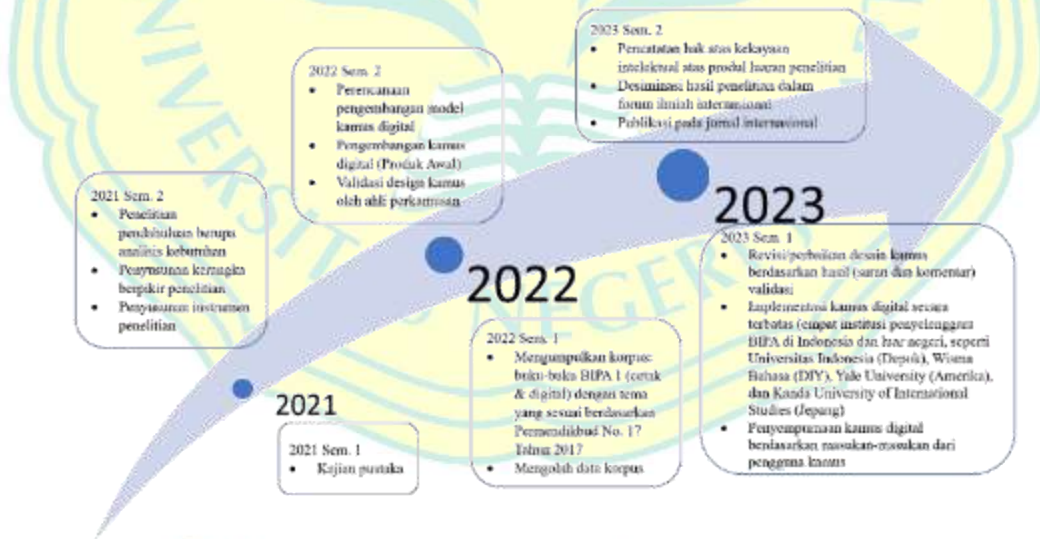 2023 Sem. 2
• Pencatatan hak atas kekayaan
intelektual atas produl luaran penelitian
• Desiminasi hasil penelitian dalam
forum ilmiah internasional
• Publikasi pada jurnal internasional
2022 Sem. 2
• Perencanaan
pengembangan model
kamus digital
• Pengembangan kamus
digital (Produk Awal)
• Validasi design kamus
oleh ahli perkamusan
2021 Sem. 2
• Penelitian
pendahuluan berupa
analisis kebutuhan
• Penyusunan kerangka
berpikir penelitian
• Penyusunan instrumen
penelitian
2023
2023 Sem. 1
• Revisi/perbaikan desain kamus
berdasarkan hasil (saran dan komentar)
validasi
• Implementasi kamus digital secara
terbatas (empat institusi penyelenggara
BIPA di Indonesia dan luar negeri, seperti
Universitas Indonesia (Depok), Wisma
Bahasa (DIY), Yale University (Amerika),
dan Kanda University of International
Studies (Jepang)
• Penyempurnaan kamus digital
berdasarkan masukan-masukan dari
pengguna kamus
2022
2022 Sem. 1
• Mengumpulkan korpus:
buku-buku BIPA 1 (cetak
& digital) dengan tema
yang sesuai berdasarkan
Permendikbud No. 17
Tahun 2017
• Mengolah data korpus
2021
2021 Sem. 1
• Kajian pustaka
UNIVERSITAS NEGERI